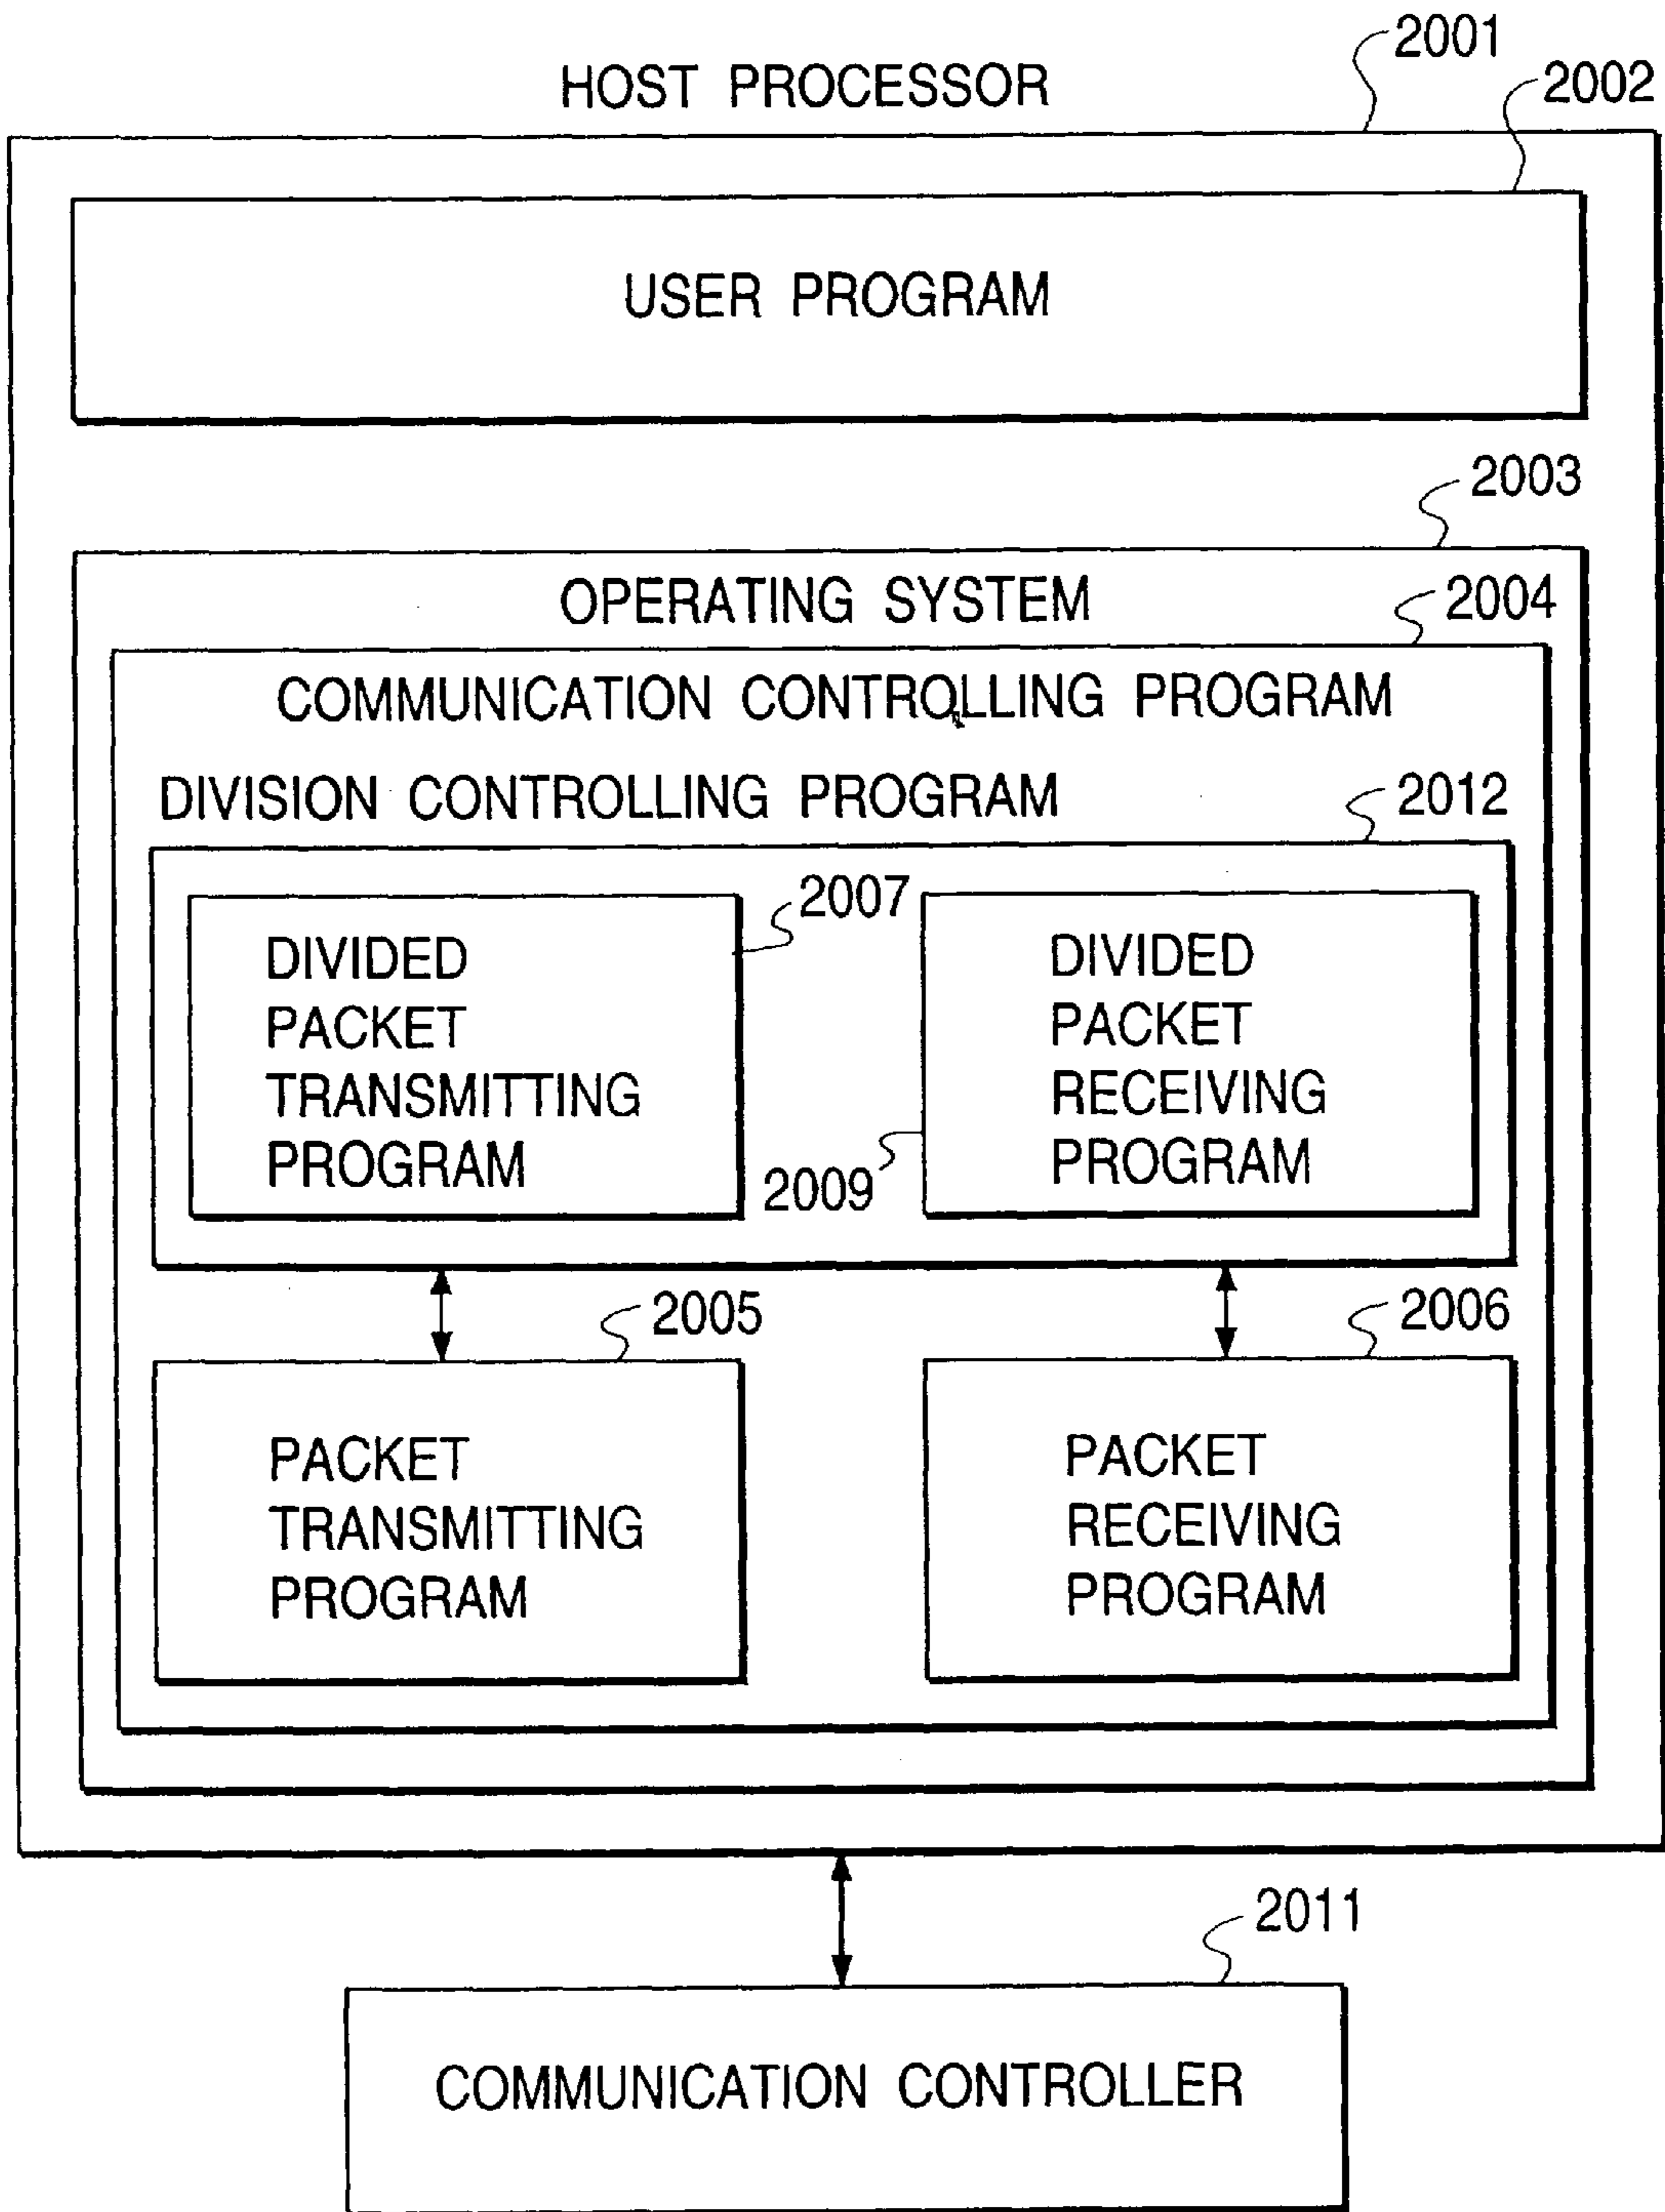 2001
HOST PROCESSOR
2002
USER PROGRAM
2003
OPERATING SYSTEM
2004
COMMUNICATION CONTROLLING PROGRAM
DIVISION CONTROLLING PROGRAM
2012
2007
DIVIDED
PACKET
TRANSMITTING
PROGRAM
2009
DIVIDED
PACKET
RECEIVING
PROGRAM
2005
2006
PACKET
TRANSMITTING
PROGRAM
PACKET
RECEIVING
PROGRAM
2011
COMMUNICATION CONTROLLER